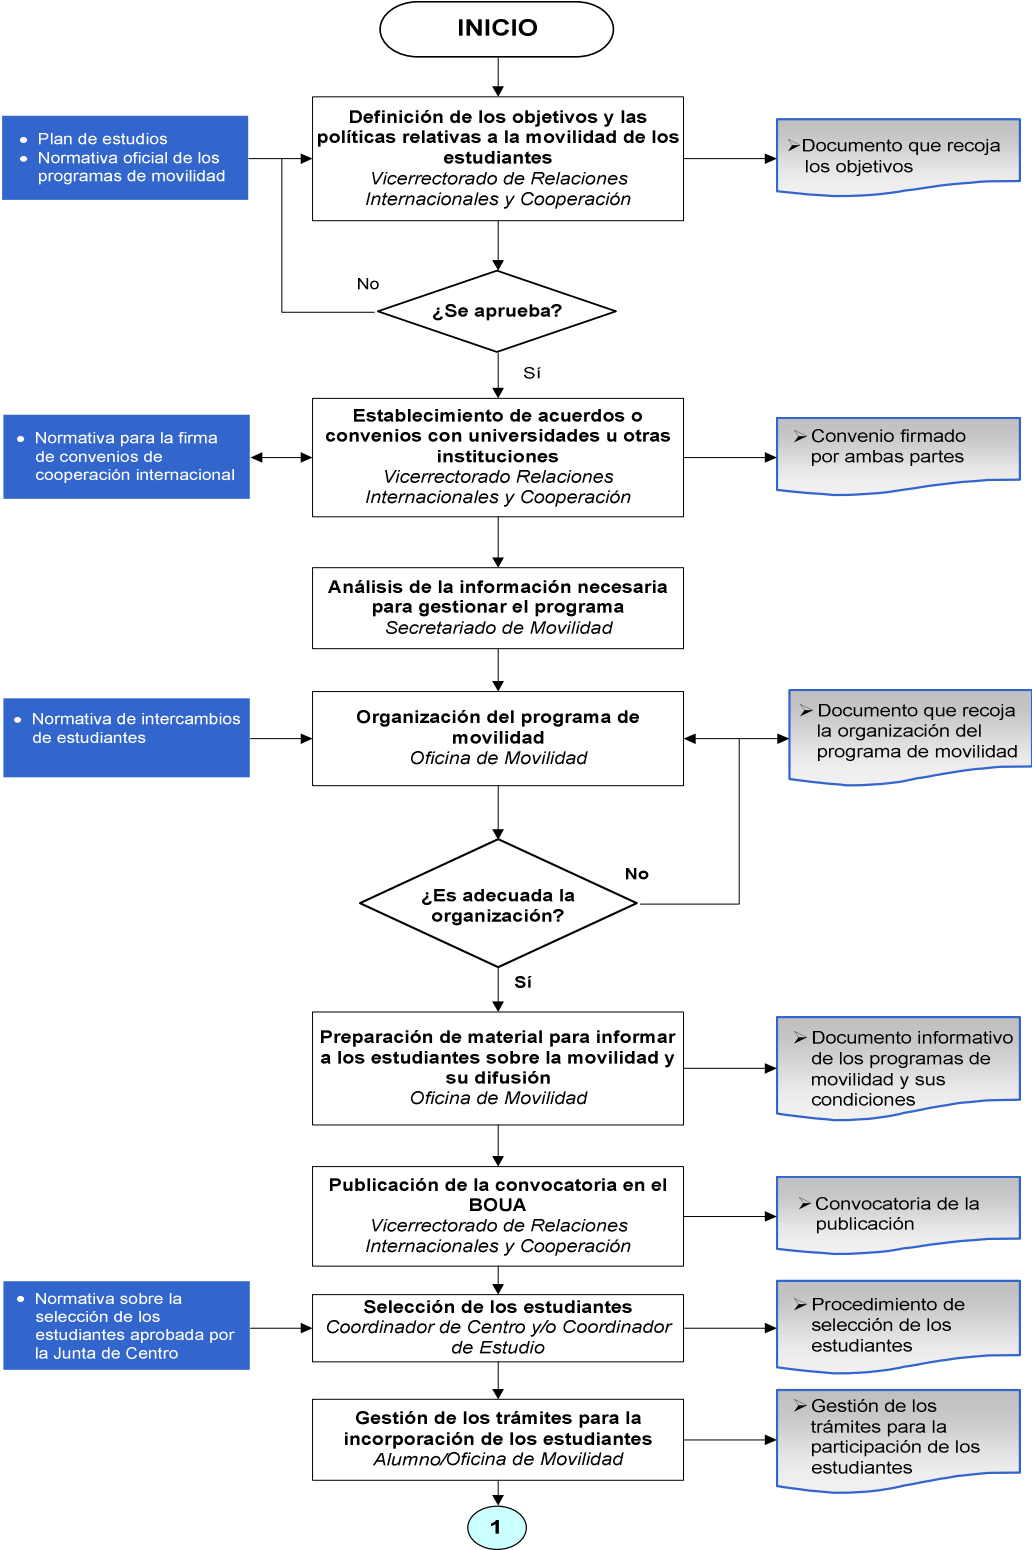 INICIO
Definición de los objetivos y las
políticas relativas a la movilidad de los
estudiantes
Vicerrectorado de Relaciones
Internacionales y Cooperación
● Plan de estudios
● Normativa oficial de los
programas de movilidad
➢Documento que recoja
los objetivos
No
¿Se aprueba?
Sí
Establecimiento de acuerdos o
convenios con universidades u otras
instituciones
Vicerrectorado Relaciones
Internacionales y Cooperación
● Normativa para la firma
de convenios de
cooperación internacional
➢ Convenio firmado
por ambas partes
Análisis de la información necesaria
para gestionar el programa
Secretariado de Movilidad
● Normativa de intercambios
de estudiantes
Organización del programa de
movilidad
Oficina de Movilidad
➢ Documento que recoja
la organización del
programa de movilidad
¿Es adecuada la
organización?
No
Sí
Preparación de material para informar
a los estudiantes sobre la movilidad y
su difusión
Oficina de Movilidad
➢ Documento informativo
de los programas de
movilidad y sus
condiciones
Publicación de la convocatoria en el
BOUA
Vicerrectorado de Relaciones
Internacionales y Cooperación
➢ Convocatoria de la
publicación
● Normativa sobre la
selección de los
estudiantes aprobada por
la Junta de Centro
Selección de los estudiantes
Coordinador de Centro y/o Coordinador
de Estudio
➢ Procedimiento de
selección de los
estudiantes
Gestión de los trámites para la
incorporación de los estudiantes
Alumno/Oficina de Movilidad
➢ Gestión de los
trámites para la
participación de los
estudiantes
1